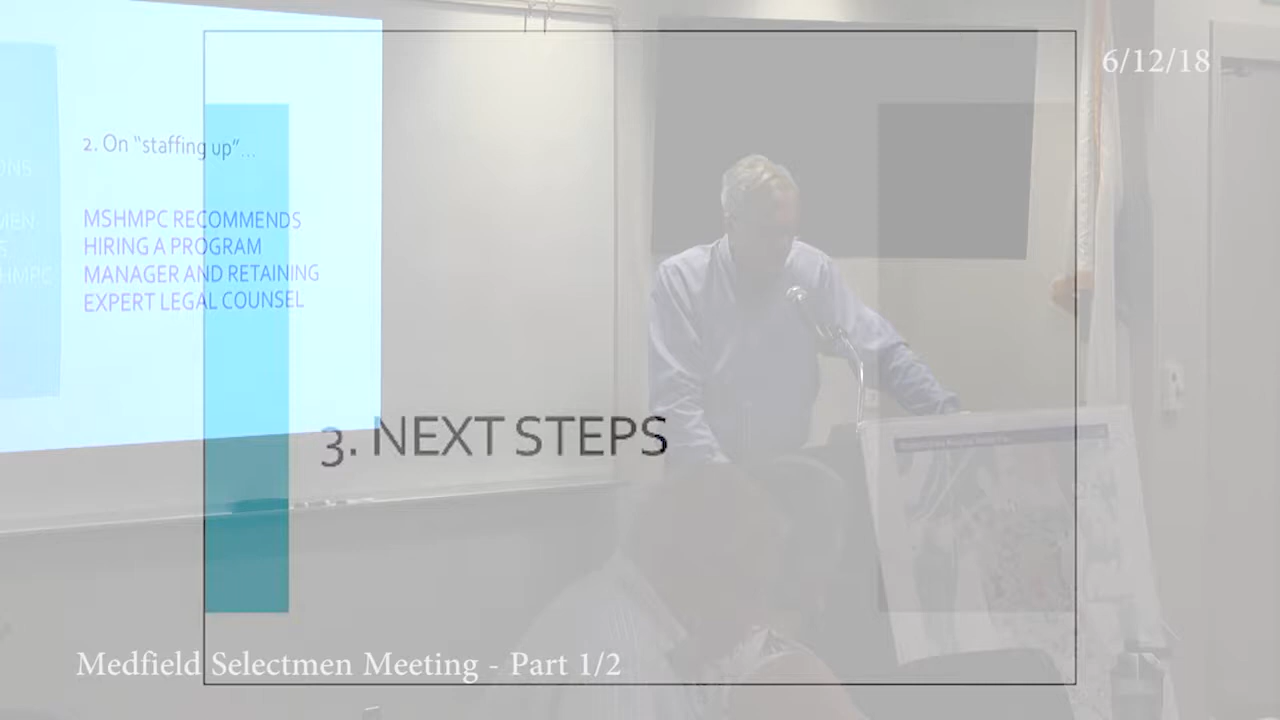 6/12/18
2. On “staffing up”...
ONS
MSHMPC RECOMMENDS
HIRING A PROGRAM
MANAGER AND RETAINING
EXPERT LEGAL COUNSEL
3. NEXT STEPS
Medfield Selectmen Meeting - Part 1/2